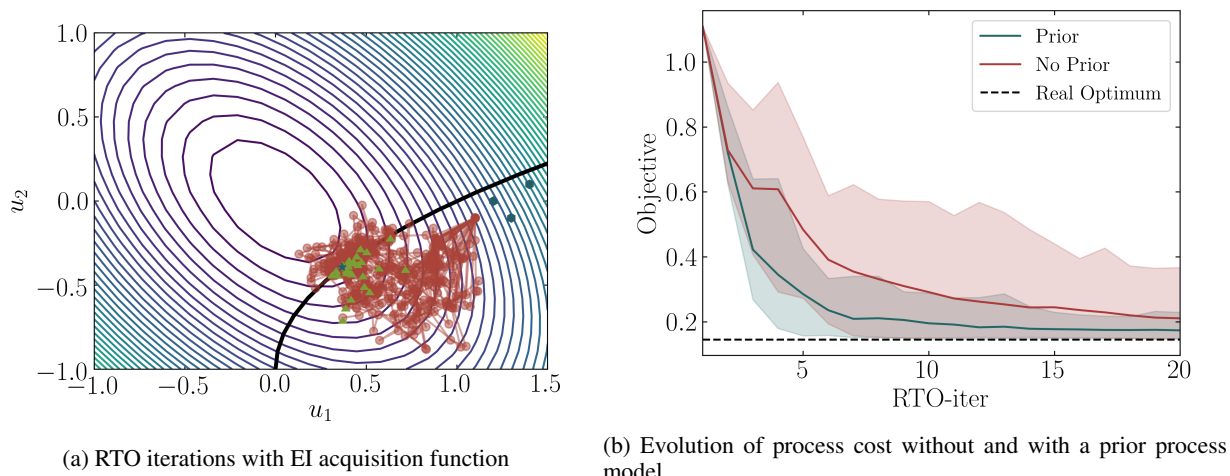 1.0
0.5
0.0
−0.5
−1.0
u2
−1.0 −0.5 0.0 0.5 1.0 1.5
u1
(a) RTO iterations with EI acquisition function
Prior
No Prior
Real Optimum
1.0
0.8
0.6
0.4
0.2
Objective
5 10 15 20
RTO-iter
(b) Evolution of process cost without and with a prior process
model